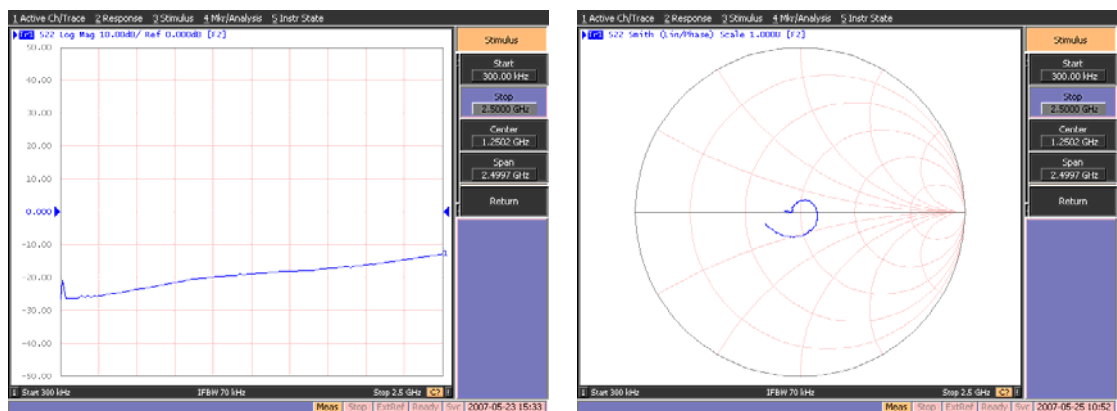 1 Active Ch/Trace 2 Response 3 Stimulus 4 Mkr/Analysis 5 Instr State
Tr1 S22 Log Mag 10.00dB/ Ref 0.000dB [F2]
50.00
40.00
30.00
20.00
10.00
0.000
-10.00
-20.00
-30.00
-40.00
-50.00
1 Start 300 kHz IFBW 70 kHz Stop 2.5 GHz C? !
Stimulus
Start
300.00 kHz
Stop
2.5000 GHz
Center
1.2502 GHz
Span
2.4997 GHz
Return
Meas Stop ExtRef Ready Svc 2007-05-23 15:33
1 Active Ch/Trace 2 Response 3 Stimulus 4 Mkr/Analysis 5 Instr State
Tr1 S22 Smith (Lin/Phase) Scale 1.000U [F2]
1 Start 300 kHz IFBW 70 kHz Stop 2.5 GHz C? !
Stimulus
Start
300.00 kHz
Stop
2.5000 GHz
Center
1.2502 GHz
Span
2.4997 GHz
Return
Meas Stop ExtRef Ready Svc 2007-05-25 10:52